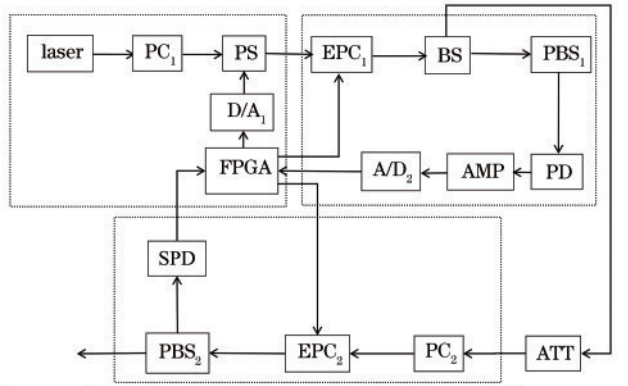 laser
PC₁
PS
EPC₁
BS
PBS₁
D/A₁
FPGA
A/D₂
AMP
PD
SPD
PBS₂
EPC₂
PC₂
ATT